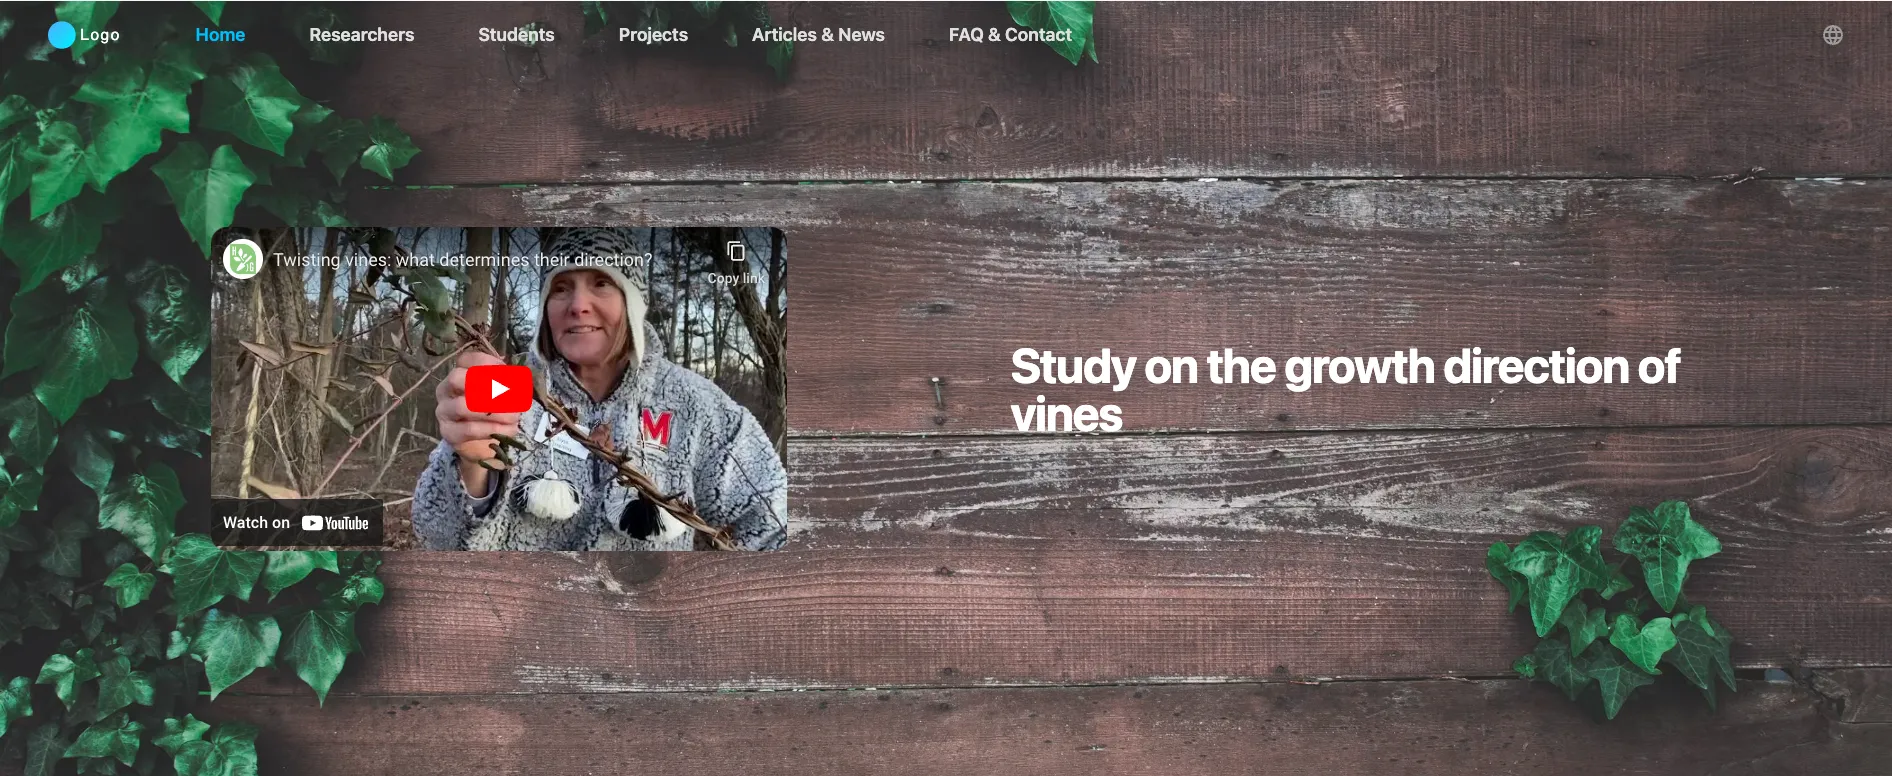 Logo
Home
Researchers
Students
Projects
Articles & News
FAQ & Contact
Twisting vines: what determines their direction?
Copy link
M
Watch on YouTube
Study on the growth direction of
vines